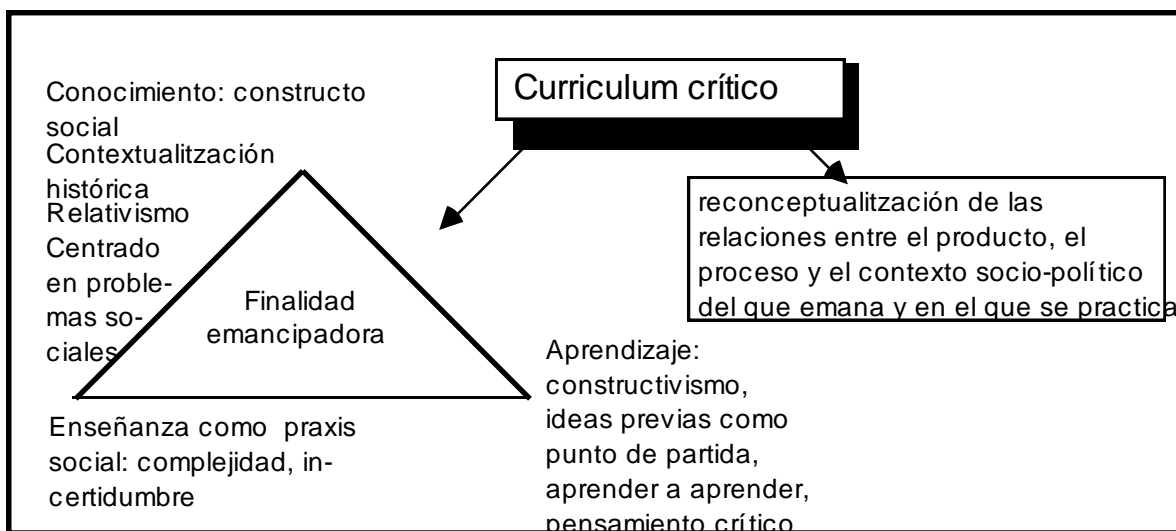 Curriculum crítico
Conocimiento: constructo
social
Contextualitzación
histórica
Relativismo
Centrado
en proble-
mas so-
ciales
Finalidad
emancipadora
reconceptualitzación de las
relaciones entre el producto, el
proceso y el contexto socio-político
del que emana y en el que se practica
Enseñanza como praxis
social: complejidad, in-
certidumbre
Aprendizaje:
constructivismo,
ideas previas como
punto de partida,
aprender a aprender,
pensamiento crítico